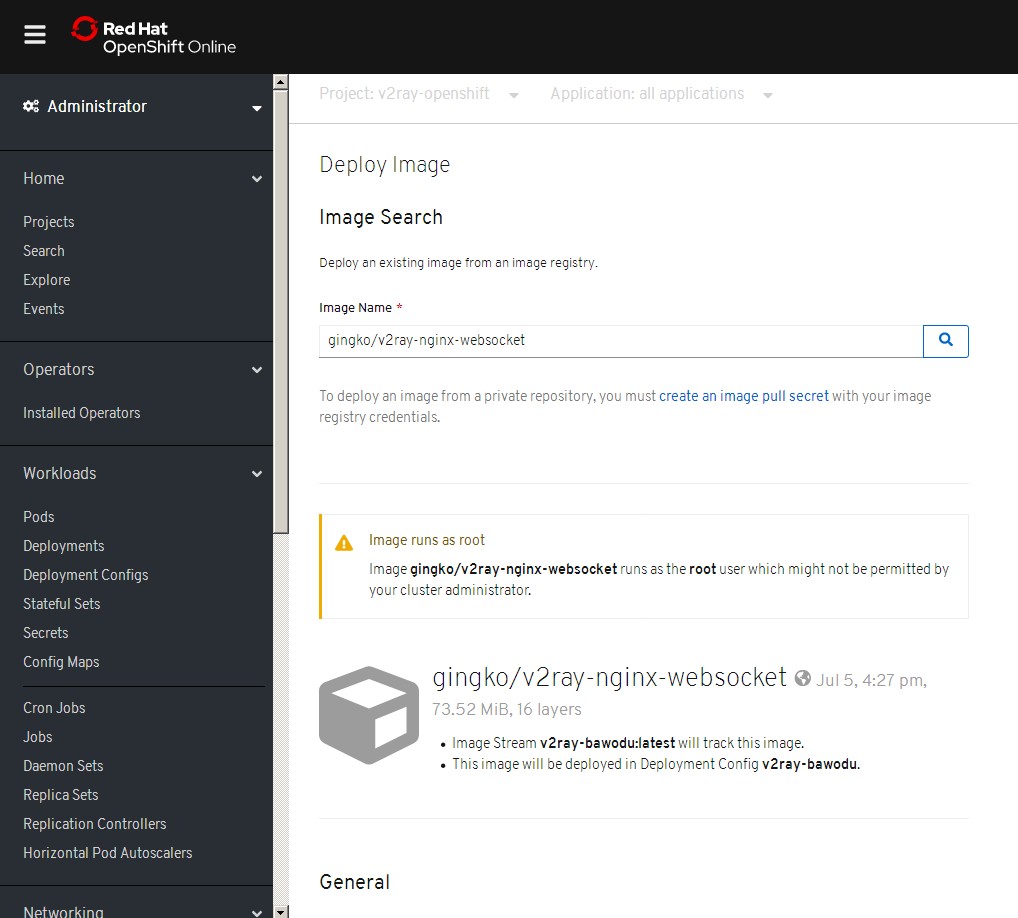 Red Hat
OpenShift Online
Administrator
Home
Projects
Search
Explore
Events
Operators
Installed Operators
Workloads
Pods
Deployments
Deployment Configs
Stateful Sets
Secrets
Config Maps
Cron Jobs
Jobs
Daemon Sets
Replica Sets
Replication Controllers
Horizontal Pod Autoscalers
Networking
Project: v2ray-openshift Application: all applications
Deploy Image
Image Search
Deploy an existing image from an image registry.
Image Name *
gingko/v2ray-nginx-websocket
To deploy an image from a private repository, you must create an image pull secret with your image
registry credentials.
Image runs as root
Image gingko/v2ray-nginx-websocket runs as the root user which might not be permitted by
your cluster administrator.
gingko/v2ray-nginx-websocket Jul 5, 4:27 pm,
73.52 MiB, 16 layers
• Image Stream v2ray-bawodu:latest will track this image.
• This image will be deployed in Deployment Config v2ray-bawodu.
General